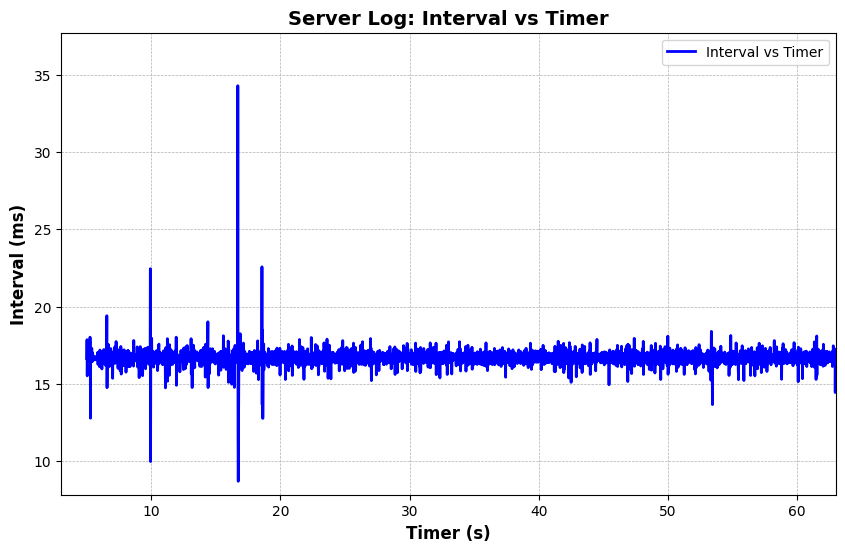 Server Log: Interval vs Timer
Interval vs Timer
35
30
25
20
15
10
Interval (ms)
10 20 30 40 50 60
Timer (s)